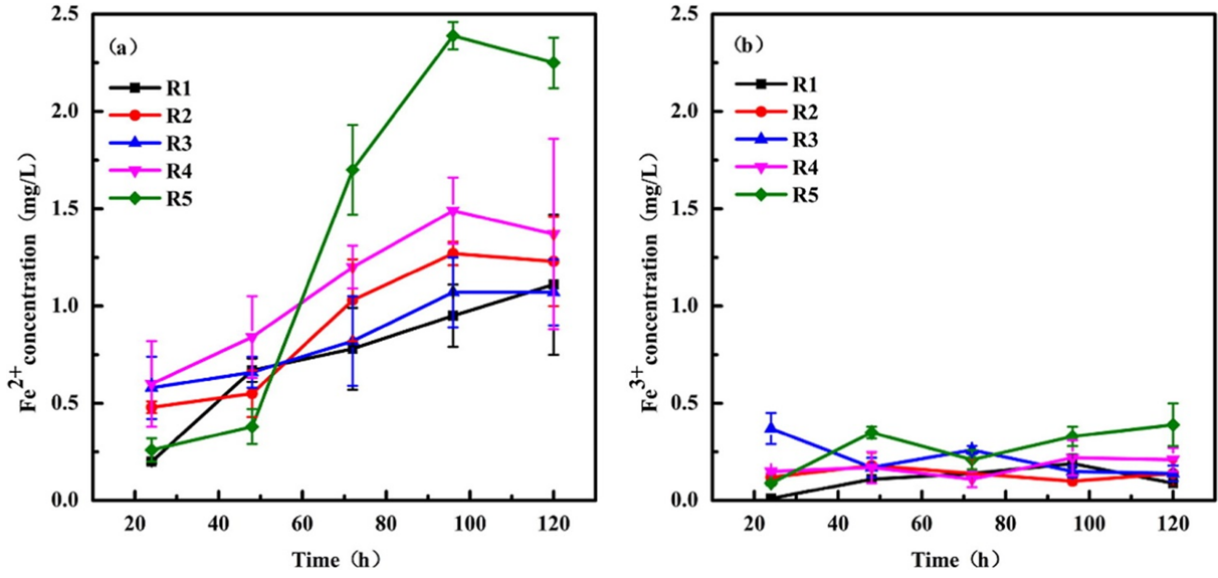 (a)
R1
R2
R3
R4
R5
2.5
2.0
1.5
1.0
0.5
0.0
20 40 60 80 100 120
Time (h)
Fe2+ concentration (mg/L)
(b)
R1
R2
R3
R4
R5
2.5
2.0
1.5
1.0
0.5
0.0
20 40 60 80 100 120
Time (h)
Fe3+ concentration (mg/L)